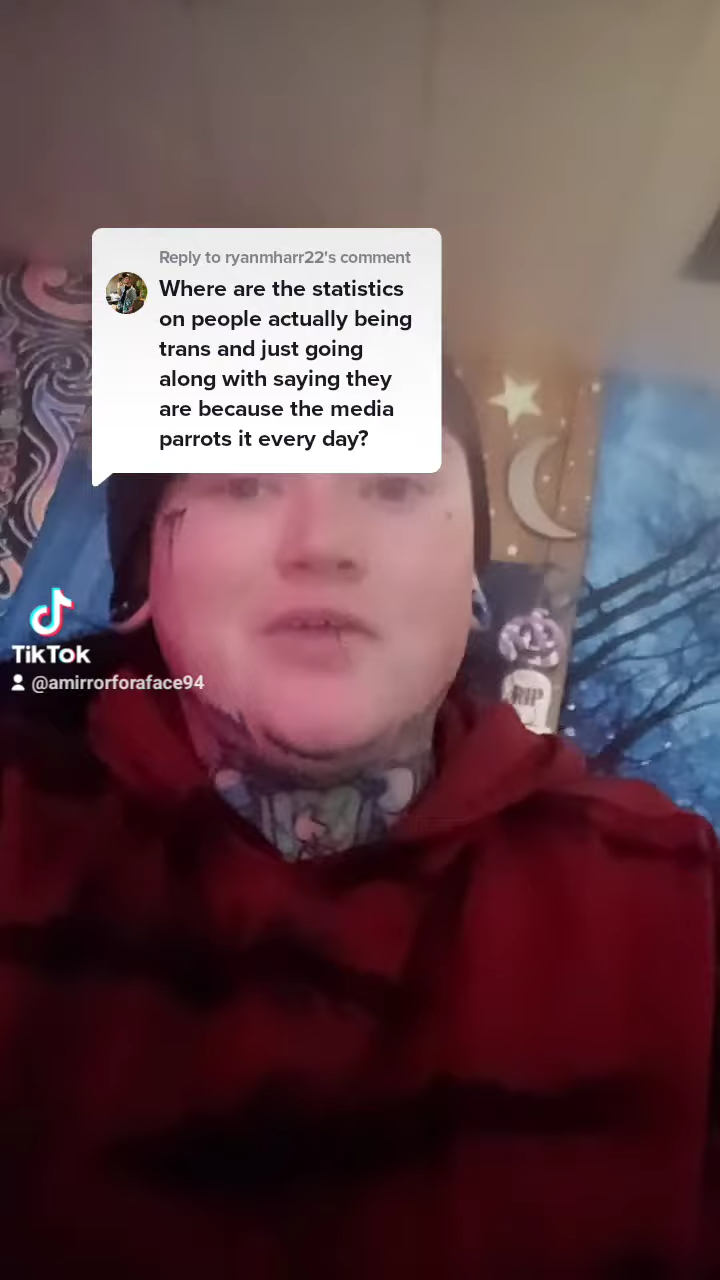 Reply to ryanmharr22's comment
Where are the statistics
on people actually being
trans and just going
along with saying they
are because the media
parrots it every day?
TikTok
@amirrorforaface94
RIP